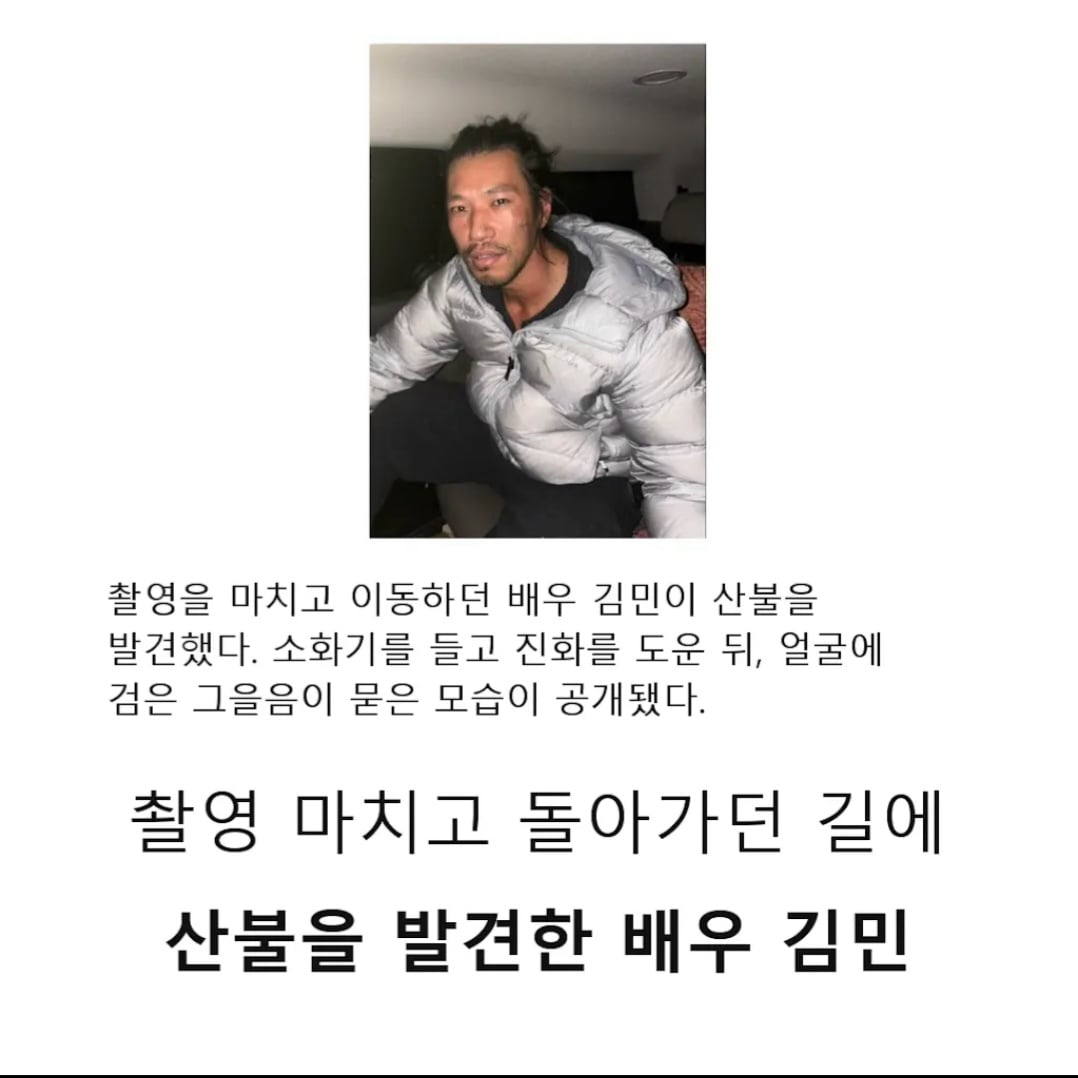 촬영을 마치고 이동하던 배우 김민이 산불을
발견했다. 소화기를 들고 진화를 도운 뒤, 얼굴에
검은 그을음이 묻은 모습이 공개됐다.
촬영 마치고 돌아가던 길에
산불을 발견한 배우 김민